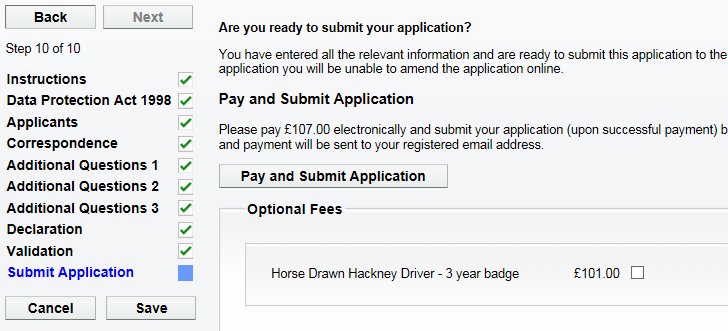 Back
Next
Step 10 of 10
Instructions
Data Protection Act 1998
Applicants
Correspondence
Additional Questions 1
Additional Questions 2
Additional Questions 3
Declaration
Validation
Submit Application
Cancel
Save
Are you ready to submit your application?
You have entered all the relevant information and are ready to submit this application to the
application you will be unable to amend the application online.
Pay and Submit Application
Please pay £107.00 electronically and submit your application (upon successful payment) b
and payment will be sent to your registered email address.
Pay and Submit Application
Optional Fees
Horse Drawn Hackney Driver - 3 year badge £101.00